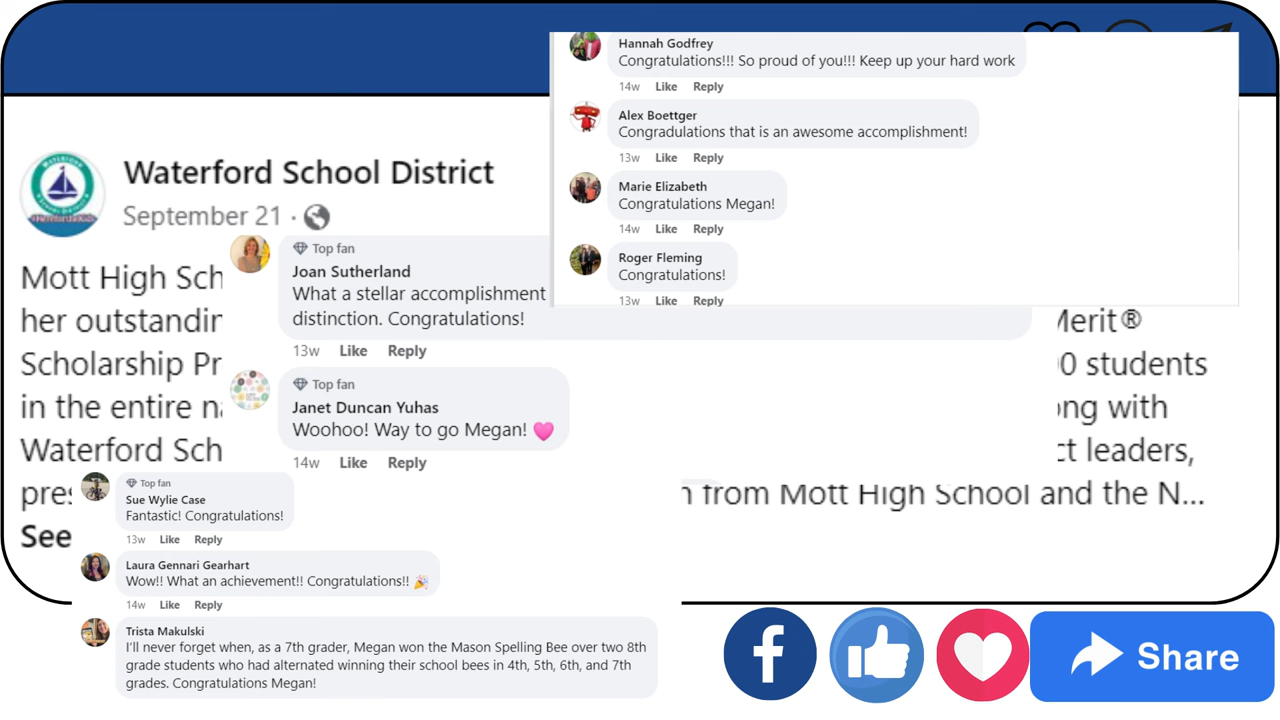 Waterford School District
September 21 ·
Mott High Sch
her outstandin
Scholarship Pr
in the entire n
Waterford Sch
pres
See
Merit®
0 students
ong with
ct leaders,
from Mott High School and the N...
Hannah Godfrey
Congratulations!!! So proud of you!!! Keep up your hard work
14w Like Reply
Alex Boettger
Congradulations that is an awesome accomplishment!
13w Like Reply
Marie Elizabeth
Congratulations Megan!
14w Like Reply
Roger Fleming
Congratulations!
13w Like Reply
Top fan
Joan Sutherland
What a stellar accomplishment
distinction. Congratulations!
13w Like Reply
Top fan
Janet Duncan Yuhas
Woohoo! Way to go Megan!
14w Like Reply
Top fan
Sue Wylie Case
Fantastic! Congratulations!
13w Like Reply
Laura Gennari Gearhart
Wow!! What an achievement!! Congratulations!! 🎉
14w Like Reply
Trista Makulski
I'll never forget when, as a 7th grader, Megan won the Mason Spelling Bee over two 8th
grade students who had alternated winning their school bees in 4th, 5th, 6th, and 7th
grades. Congratulations Megan!
f
Share